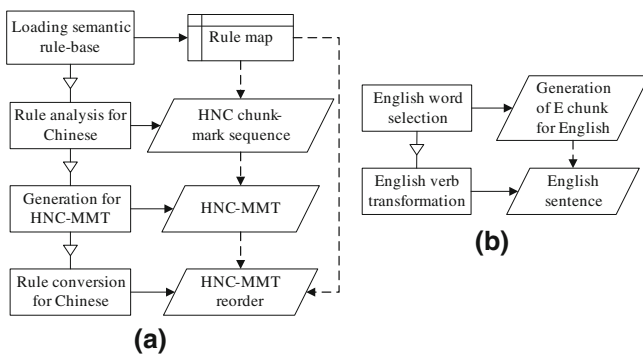 Loading semantic
rule-base
Rule map
Rule analysis for
Chinese
HNC chunk-
mark sequence
Generation for
HNC-MMT
HNC-MMT
Rule conversion
for Chinese
HNC-MMT
reorder
(a)
English word
selection
Generation
of E chunk
for English
English verb
transformation
English
sentence
(b)